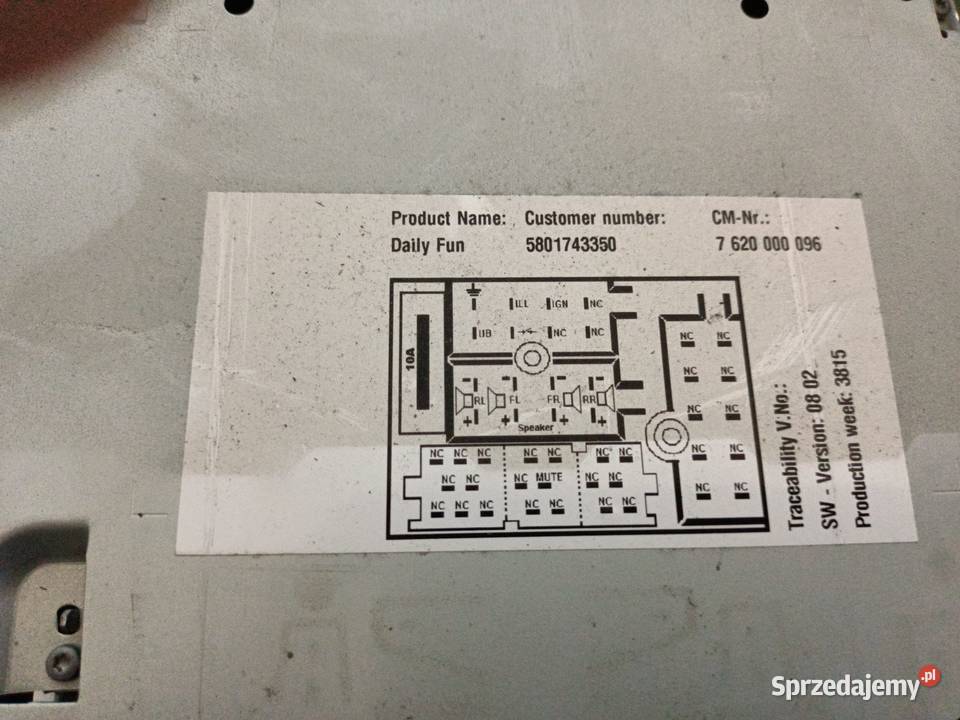 Product Name: Customer number: CM-Nr.:
Daily Fun 5801743350 7 620 000 096
10A
ILL IGN NC
UB NC NC
- - - -
RL FL FR RR
+ + + +
Speaker
NC NC NC NC NC NC NC
NC NC NC MUTE NC NC
NC NC NC NC NC NC NC
NC NC
NC NC
NC NC
NC NC
NC NC
Traceability V.No.:
SW - Version: 08 02
Production week: 3815
Sprzedajemy.pl